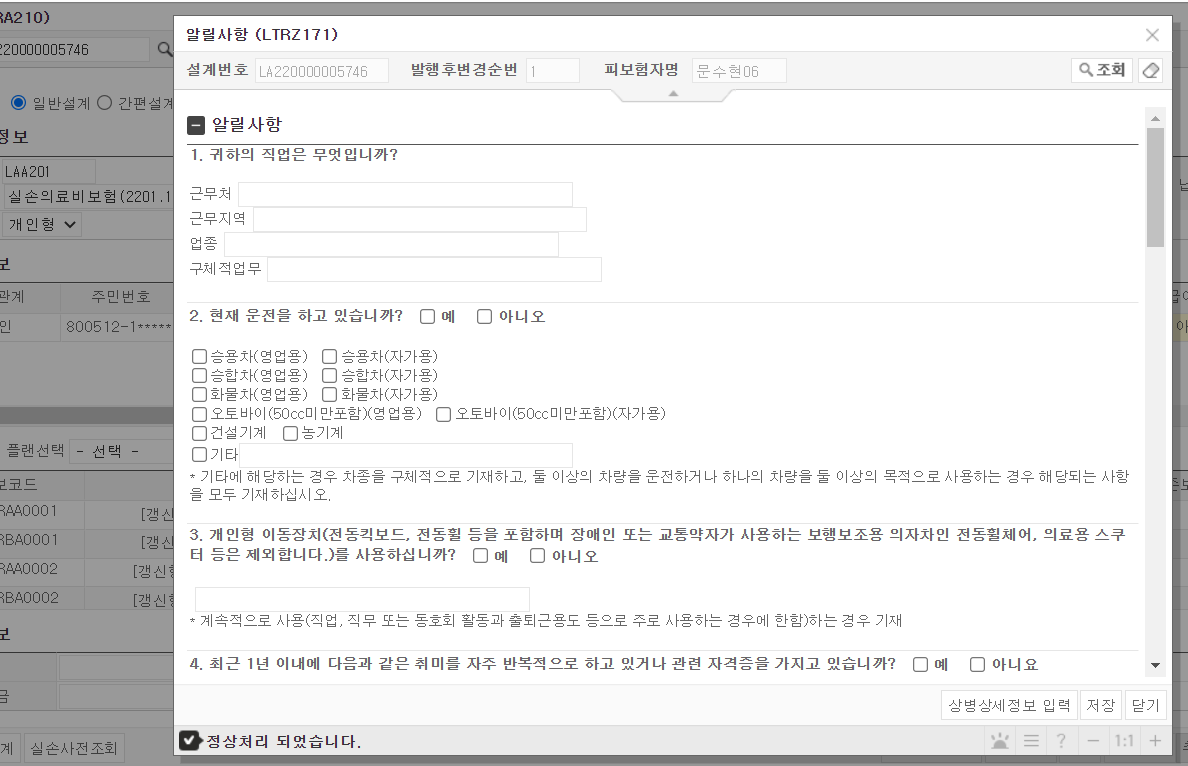 RA210)
알릴사항 (LTRZ171)
220000005746
설계번호 LA220000005746 발행후변경순번 1 피보험자명 문수현06 조회
일반설계 간편설계
알릴사항
정보
1. 귀하의 직업은 무엇입니까?
LAA201
근무처
실손의료비보험(2201.1
근무지역
개인형
업종
보
구체적업무
관계 주민번호
2. 현재 운전을 하고 있습니까? 예 아니오
인 800512-1*****
승용차(영업용) 승용차(자가용)
승합차(영업용) 승합차(자가용)
화물차(영업용) 화물차(자가용)
오토바이(50cc미만포함)(영업용) 오토바이(50cc미만포함)(자가용)
건설기계 농기계
플랜선택 - 선택 -
기타
* 기타에 해당하는 경우 차종을 구체적으로 기재하고, 둘 이상의 차량을 운전하거나 하나의 차량을 둘 이상의 목적으로 사용하는 경우 해당되는 사항
을 모두 기재하십시오.
보코드
RAA0001 [갱신
3. 개인형 이동장치(전동킥보드, 전동휠 등을 포함하며 장애인 또는 교통약자가 사용하는 보행보조용 의자차인 전동휠체어, 의료용 스쿠
터 등은 제외합니다.)를 사용하십니까? 예 아니오
RBA0001 [갱신
RAA0002 [갱신형
RBA0002 [갱신형
* 계속적으로 사용(직업, 직무 또는 동호회 활동과 출퇴근용도 등으로 주로 사용하는 경우에 한함)하는 경우 기재
보
4. 최근 1년 이내에 다음과 같은 취미를 자주 반복적으로 하고 있거나 관련 자격증을 가지고 있습니까? 예 아니요
금
상병상세정보 입력 저장 닫기
계 실손사전조회
정상처리 되었습니다.
? 1:1